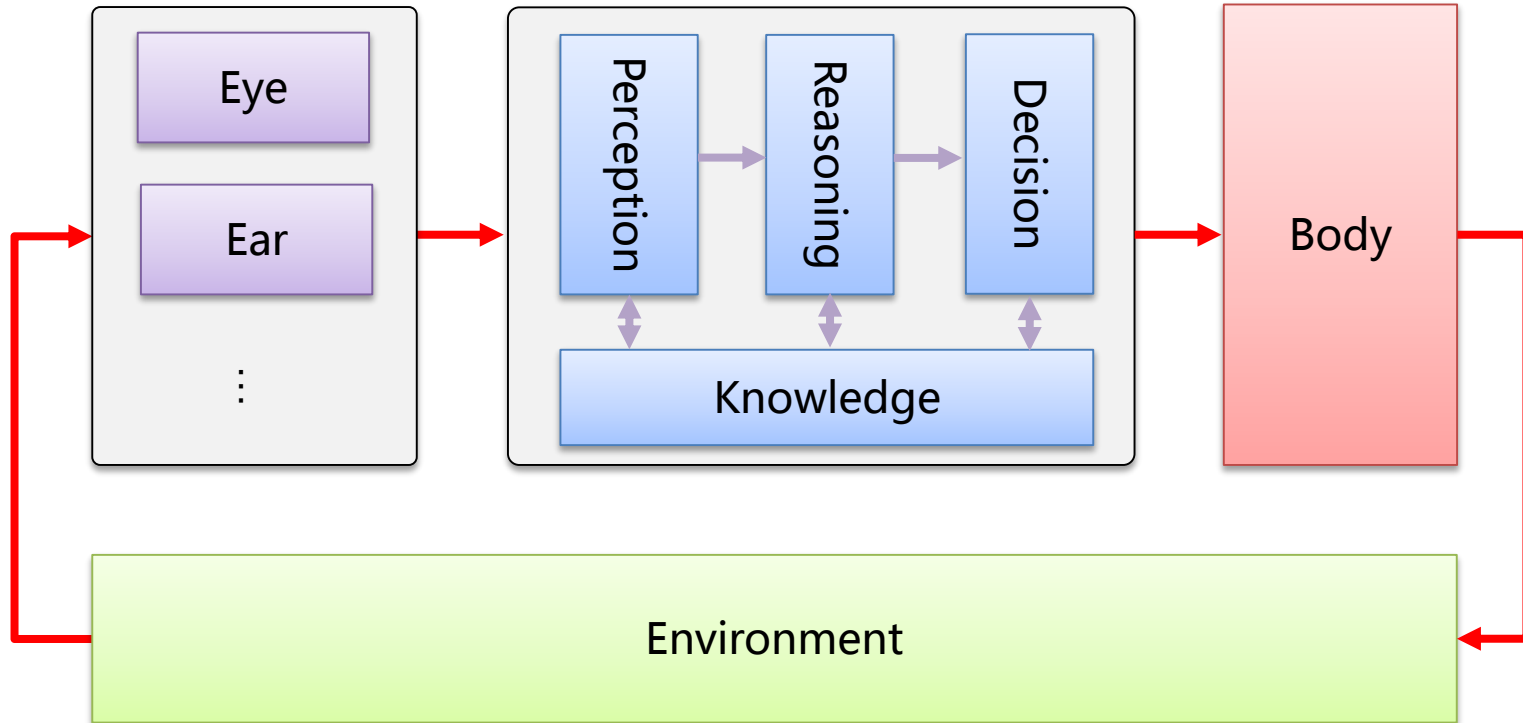 Eye
Ear
⋮
Perception
Reasoning
Decision
Knowledge
Body
Environment